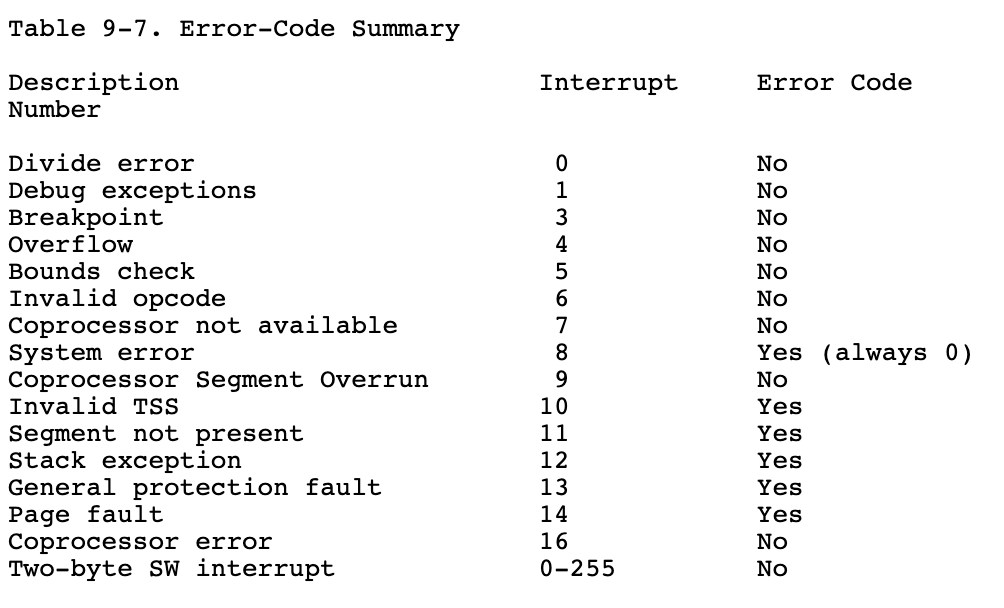 Table 9-7. Error-Code Summary
Description Interrupt Error Code
Number
Divide error 0 No
Debug exceptions 1 No
Breakpoint 3 No
Overflow 4 No
Bounds check 5 No
Invalid opcode 6 No
Coprocessor not available 7 No
System error 8 Yes (always 0)
Coprocessor Segment Overrun 9 No
Invalid TSS 10 Yes
Segment not present 11 Yes
Stack exception 12 Yes
General protection fault 13 Yes
Page fault 14 Yes
Coprocessor error 16 No
Two-byte SW interrupt 0-255 No